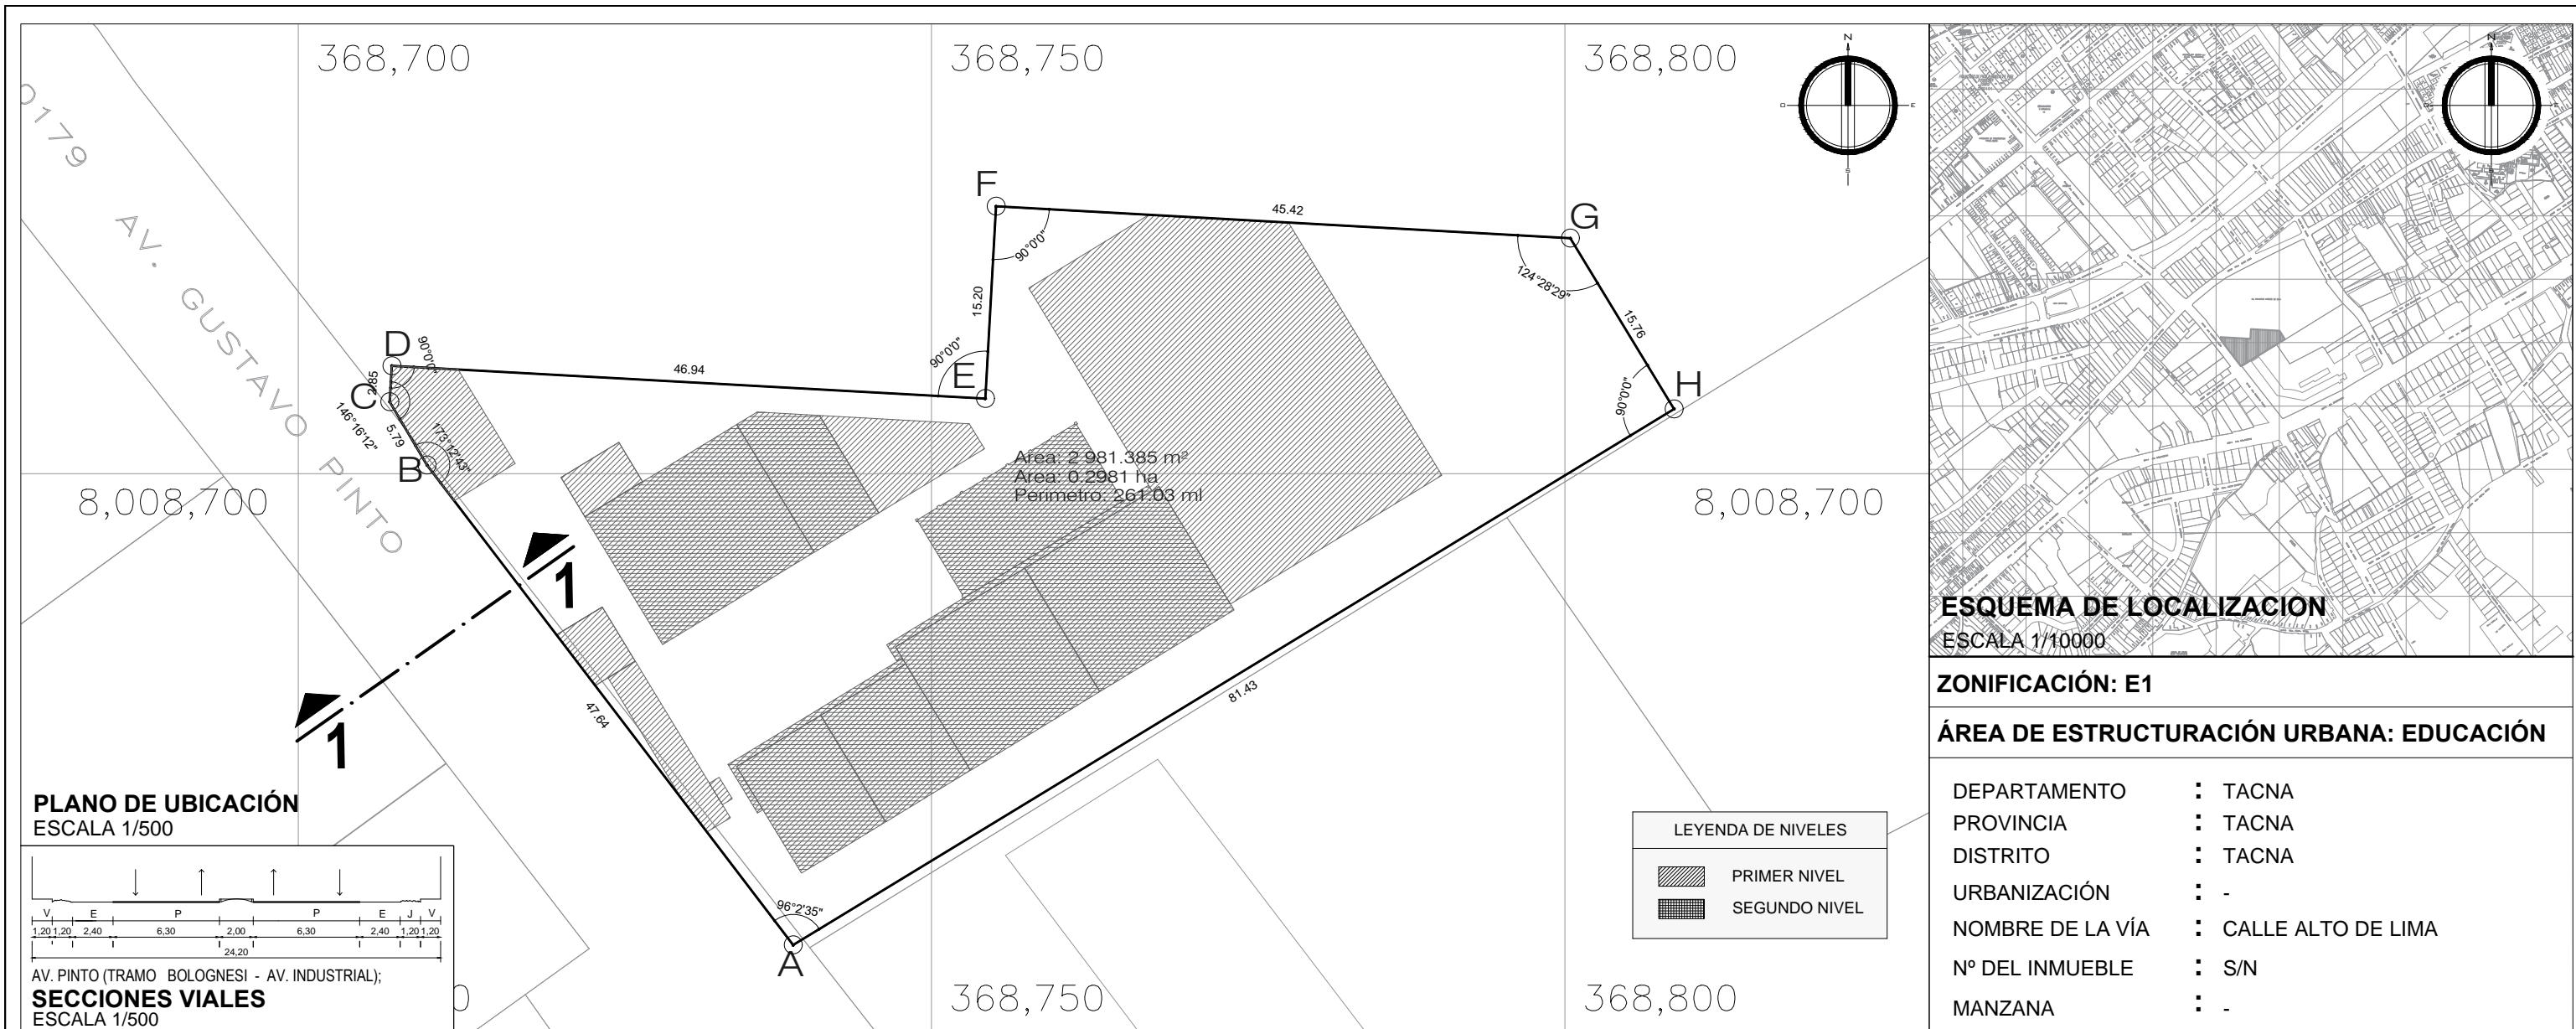 368,700
368,750
368,800
0179 AV. GUSTAVO PINTO
N
O
E
S
F
45.42
G
90°0'0"
124°28'29"
15.20
15.76
D
90°0'0"
46.94
90°0'0"
E
C
2.85
146°16'12"
5.79
173°12'43"
B
90°0'0"
H
Area: 2 981.385 m²
Area: 0.2981 ha
Perimetro: 261.03 ml
8,008,700
8,008,700
1
1
47.64
81.43
96°2'35"
A
PLANO DE UBICACIÓN
ESCALA 1/500
V E P P E J V
1,20 1,20 2,40 6,30 2,00 6,30 2,40 1,20 1,20
24,20
AV. PINTO (TRAMO BOLOGNESI - AV. INDUSTRIAL);
SECCIONES VIALES
ESCALA 1/500
0
368,750
368,800
LEYENDA DE NIVELES
PRIMER NIVEL
SEGUNDO NIVEL
N
E
ESQUEMA DE LOCALIZACION
ESCALA 1/10000
ZONIFICACIÓN: E1
ÁREA DE ESTRUCTURACIÓN URBANA: EDUCACIÓN
DEPARTAMENTO : TACNA
PROVINCIA : TACNA
DISTRITO : TACNA
URBANIZACIÓN : -
NOMBRE DE LA VÍA : CALLE ALTO DE LIMA
Nº DEL INMUEBLE : S/N
MANZANA : -